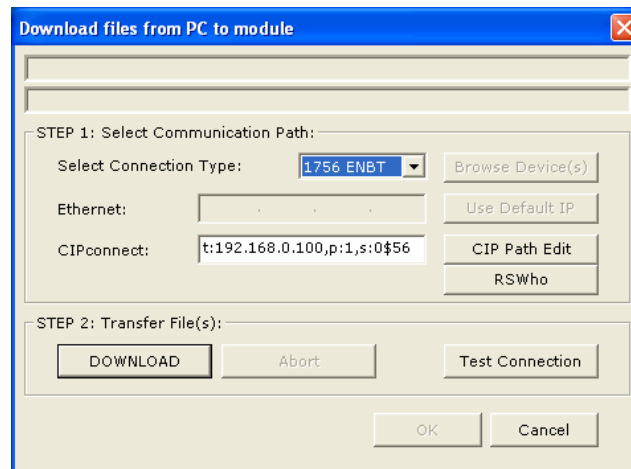 Download files from PC to module
STEP 1: Select Communication Path:
Select Connection Type: 1756 ENBT Browse Device(s)
Ethernet: . . . Use Default IP
CIPconnect: t:192.168.0.100,p:1,s:0$56 CIP Path Edit
RSWho
STEP 2: Transfer File(s):
DOWNLOAD Abort Test Connection
OK Cancel